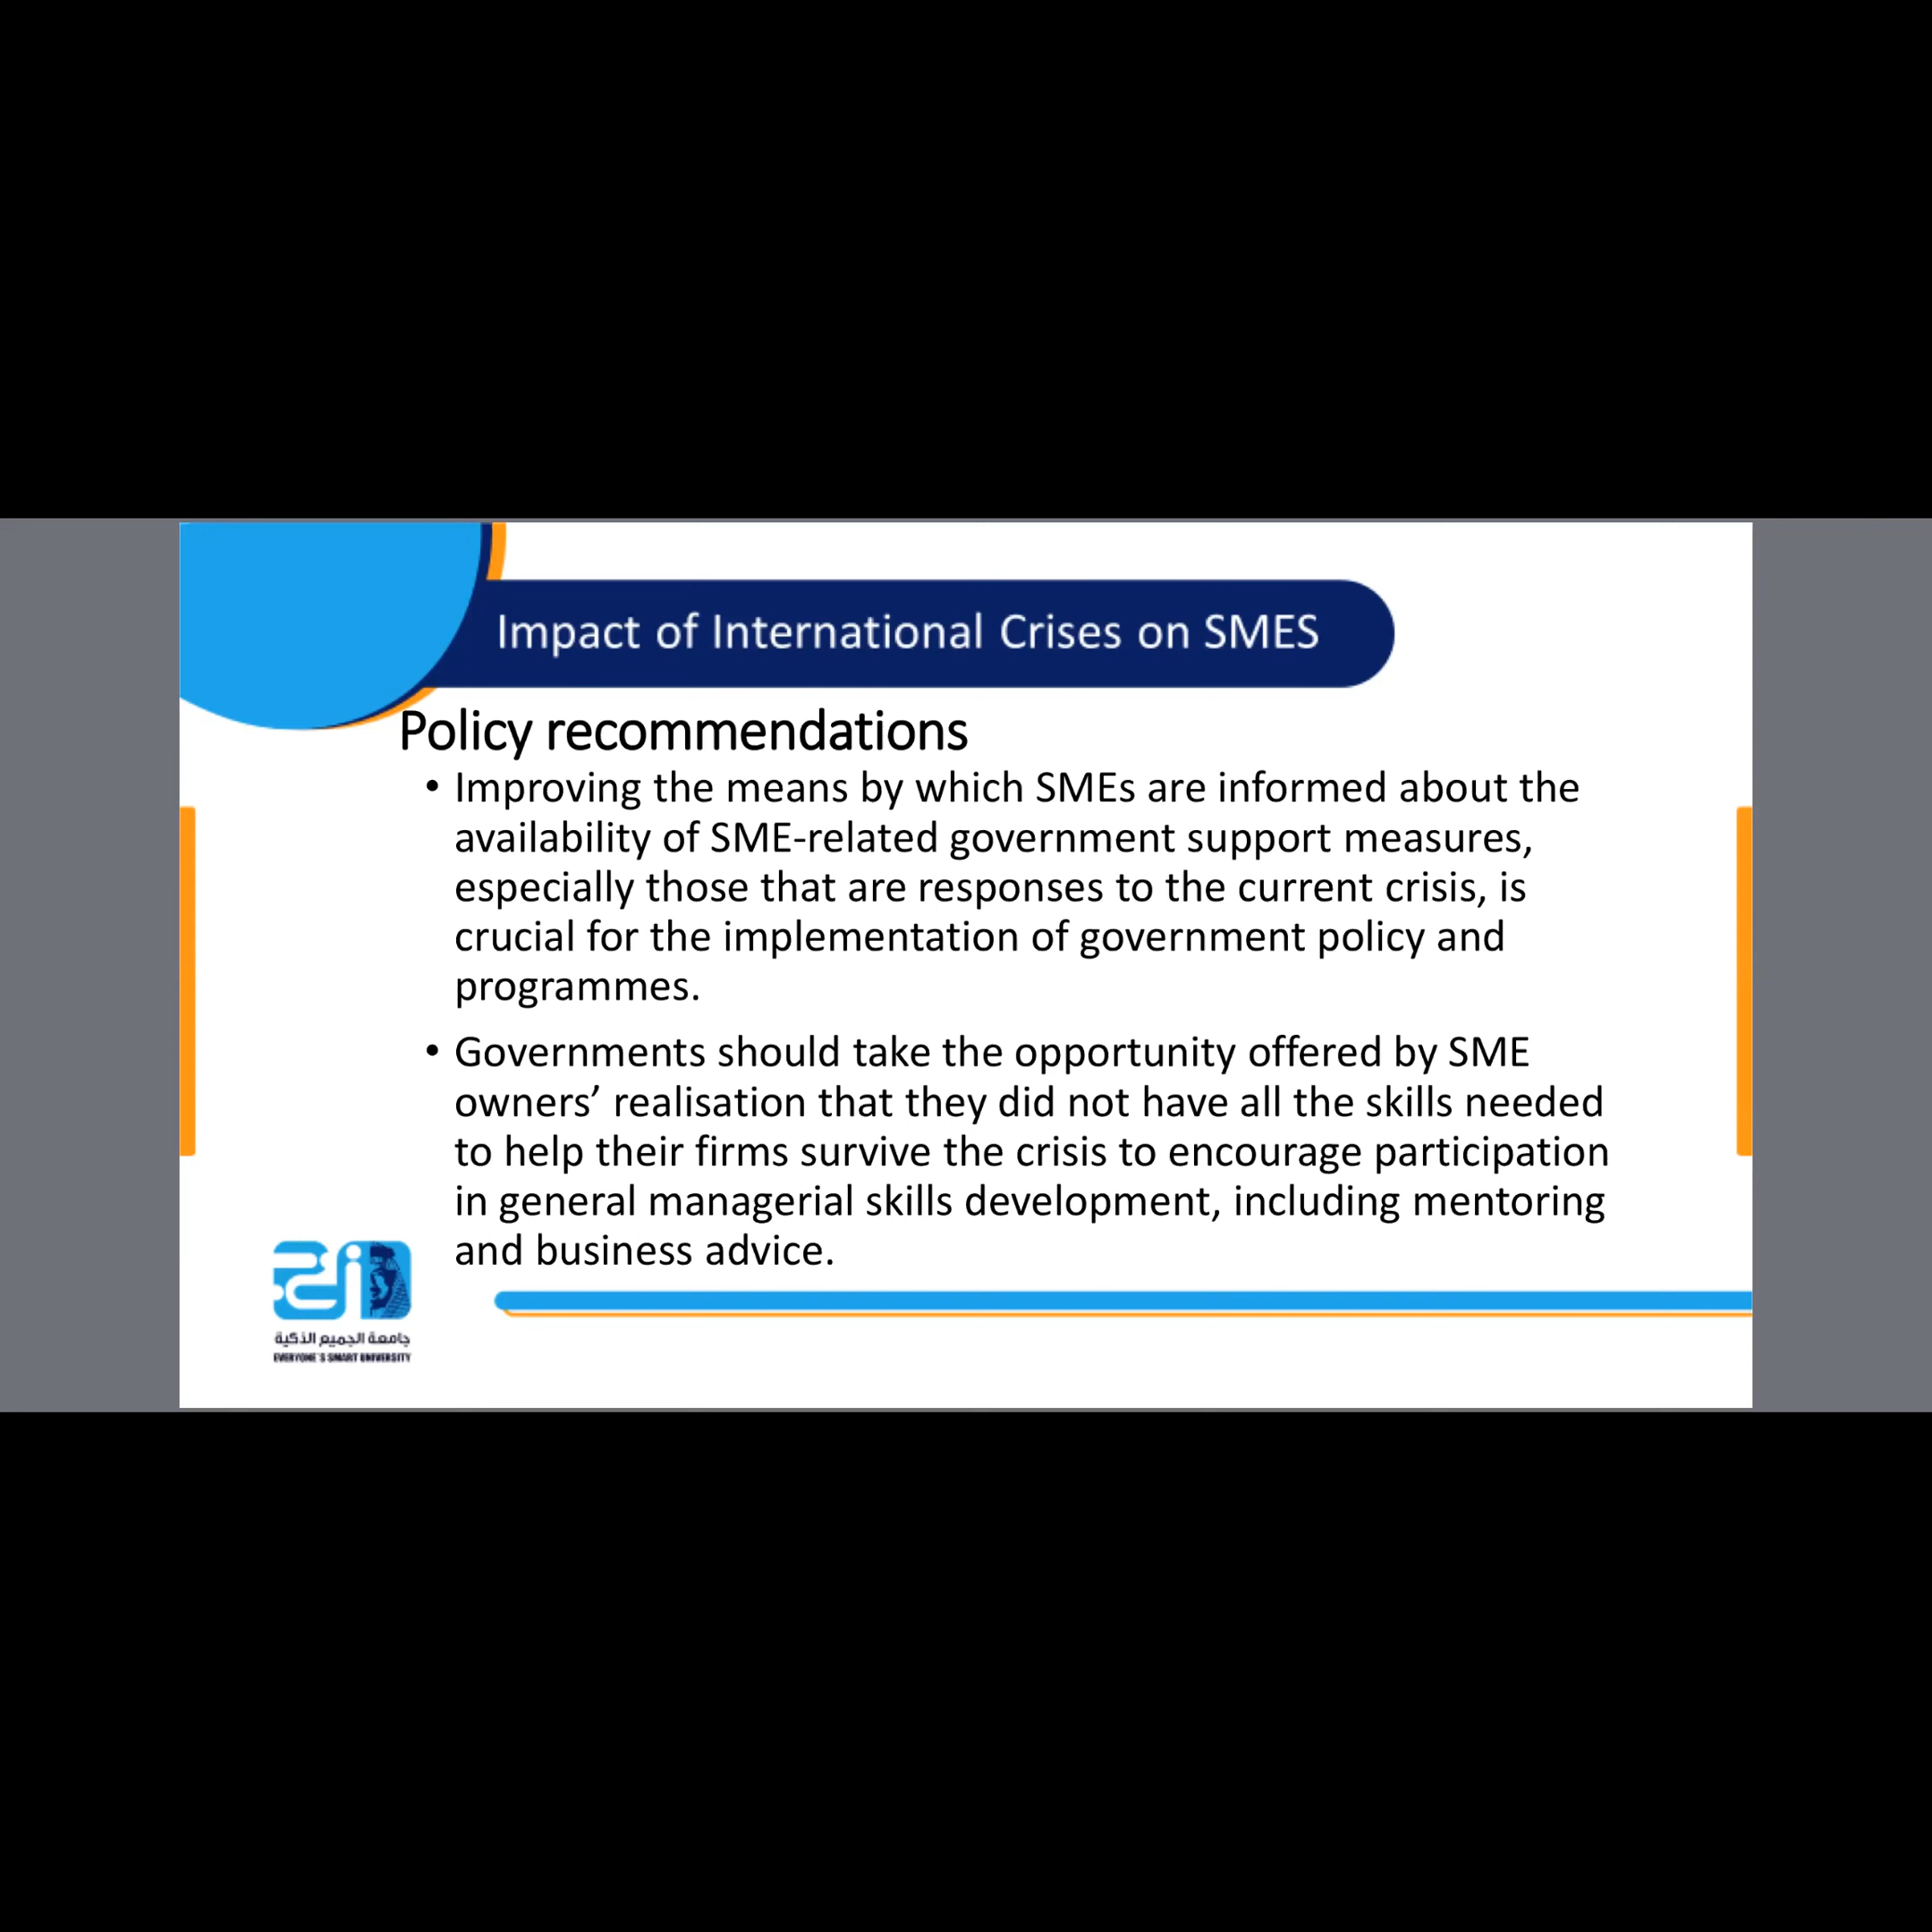 Impact of International Crises on SMES
Policy recommendations
• Improving the means by which SMEs are informed about the
availability of SME-related government support measures,
especially those that are responses to the current crisis, is
crucial for the implementation of government policy and
programmes.
• Governments should take the opportunity offered by SME
owners’ realisation that they did not have all the skills needed
to help their firms survive the crisis to encourage participation
in general managerial skills development, including mentoring
and business advice.
جامعة الجميع الذكية
EVERYONE`S SMART UNIVERSITY